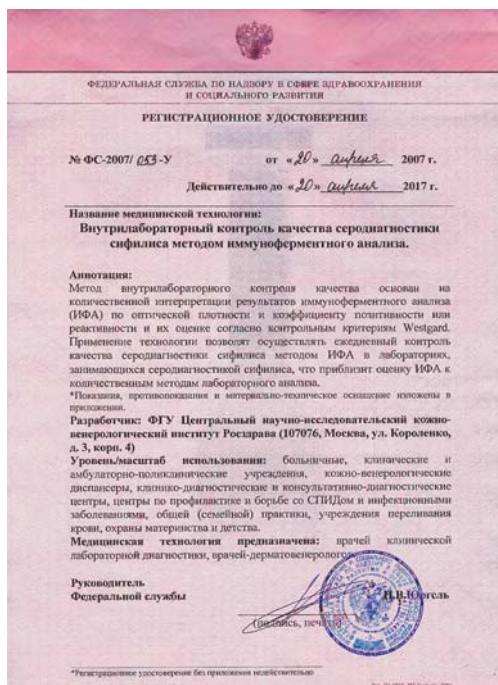 ФЕДЕРАЛЬНАЯ СЛУЖБА ПО НАДЗОРУ В СФЕРЕ ЗДРАВООХРАНЕНИЯ
И СОЦИАЛЬНОГО РАЗВИТИЯ
РЕГИСТРАЦИОННОЕ УДОСТОВЕРЕНИЕ
№ ФС-2007/ 053 -У от «20» апреля 2007 г.
Действительно до «20» апреля 2017 г.
Название медицинской технологии:
Внутрилабораторный контроль качества серодиагностики
сифилиса методом иммуноферментного анализа.
Аннотация:
Метод внутрилабораторного контроля качества основан на
количественной интерпретации результатов иммуноферментного анализа
(ИФА) по оптической плотности и коэффициенту позитивности или
реактивности и их оценке согласно контрольным критериям Westgard.
Применение технологии позволит осуществлять ежедневный контроль
качества серодиагностики сифилиса методом ИФА в лабораториях,
занимающихся серодиагностикой сифилиса, что приблизит оценку ИФА к
количественным методам лабораторного анализа.
*Показания, противопоказания и материально-техническое оснащение изложены в
приложении.
Разработчик: ФГУ Центральный научно-исследовательский кожно-
венерологический институт Росздрава (107076, Москва, ул. Короленко,
д. 3, корп. 4)
Уровень/масштаб использования: больничные, клинические и
амбулаторно-поликлинические учреждения, кожно-венерологические
диспансеры, клинико-диагностические и консультативно-диагностические
центры, центры по профилактике и борьбе со СПИДом и инфекционными
заболеваниями, общей (семейной) практики, учреждения переливания
крови, охраны материнства и детства.
Медицинская технология предназначена: врачей клинической
лабораторной диагностики, врачей-дерматовенерологов
Руководитель
Федеральной службы Н.В.Юргель
(подпись, печать)
*Регистрационное удостоверение без приложения недействительно